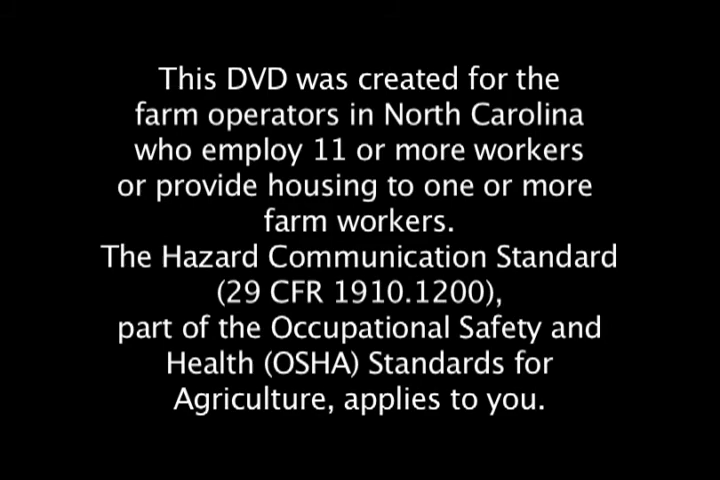 This DVD was created for the
farm operators in North Carolina
who employ 11 or more workers
or provide housing to one or more
farm workers.
The Hazard Communication Standard
(29 CFR 1910.1200),
part of the Occupational Safety and
Health (OSHA) Standards for
Agriculture, applies to you.